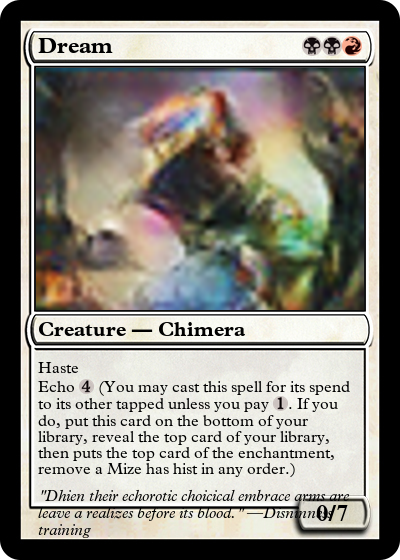 Dream
Creature — Chimera
Haste
Echo 4 (You may cast this spell for its spend
to its other tapped unless you pay 1. If you
do, put this card on the bottom of your
library, reveal the top card of your library,
then puts the top card of the enchantment,
remove a Mize has hist in any order.)
"Dhien their echorotic choicical embrace arms are
leave a realizes before its blood." —Disninness
training
0/7